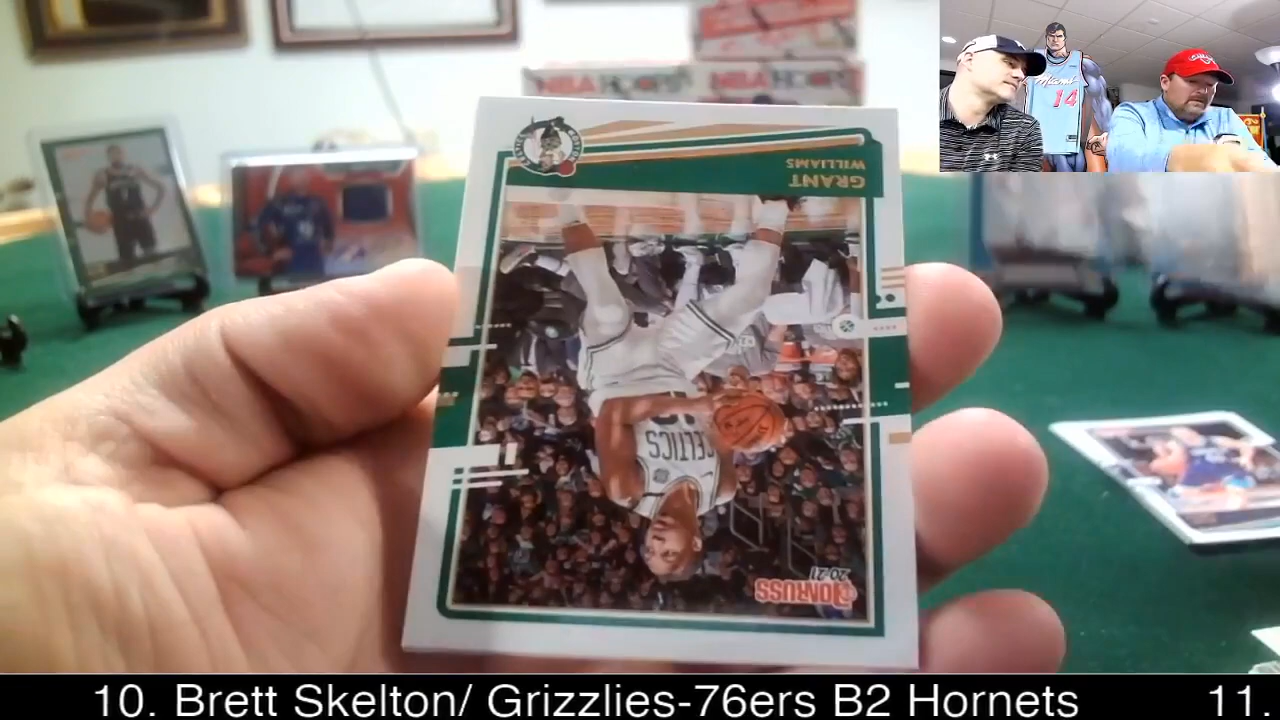 NBA HOOPS NBA HOOPS
Miami
14
GRANT
WILLIAMS
CELTICS
20-21
DONRUSS
10. Brett Skelton/ Grizzlies-76ers B2 Hornets 11.